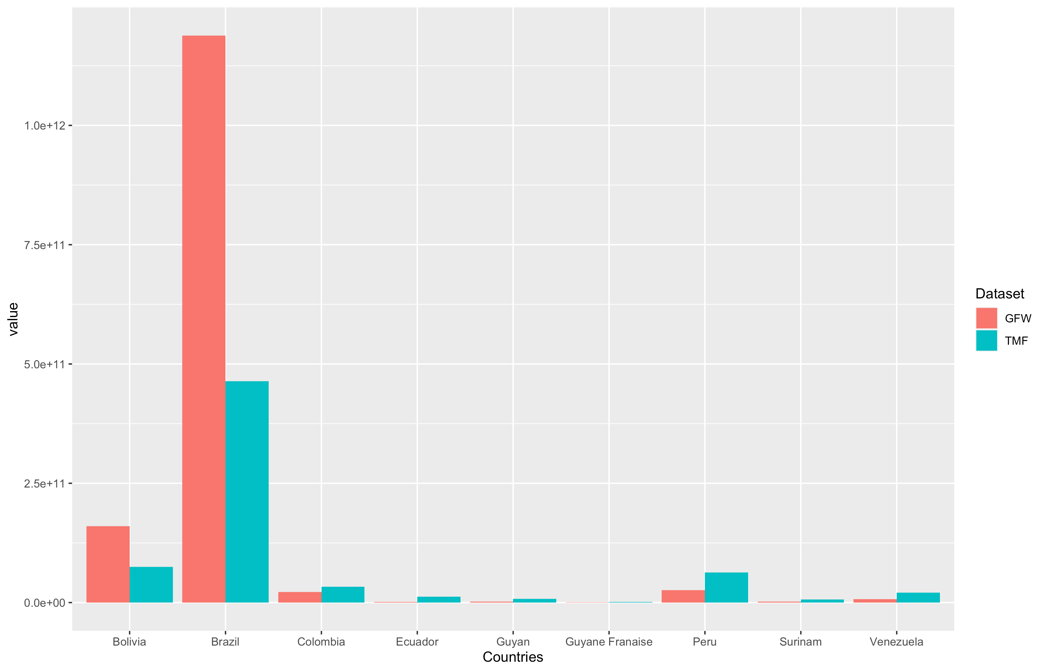 value
1.0e+12
7.5e+11
5.0e+11
2.5e+11
0.0e+00
Bolivia Brazil Colombia Ecuador Guyan Guyane Franaise Peru Surinam Venezuela
Countries
Dataset
GFW
TMF